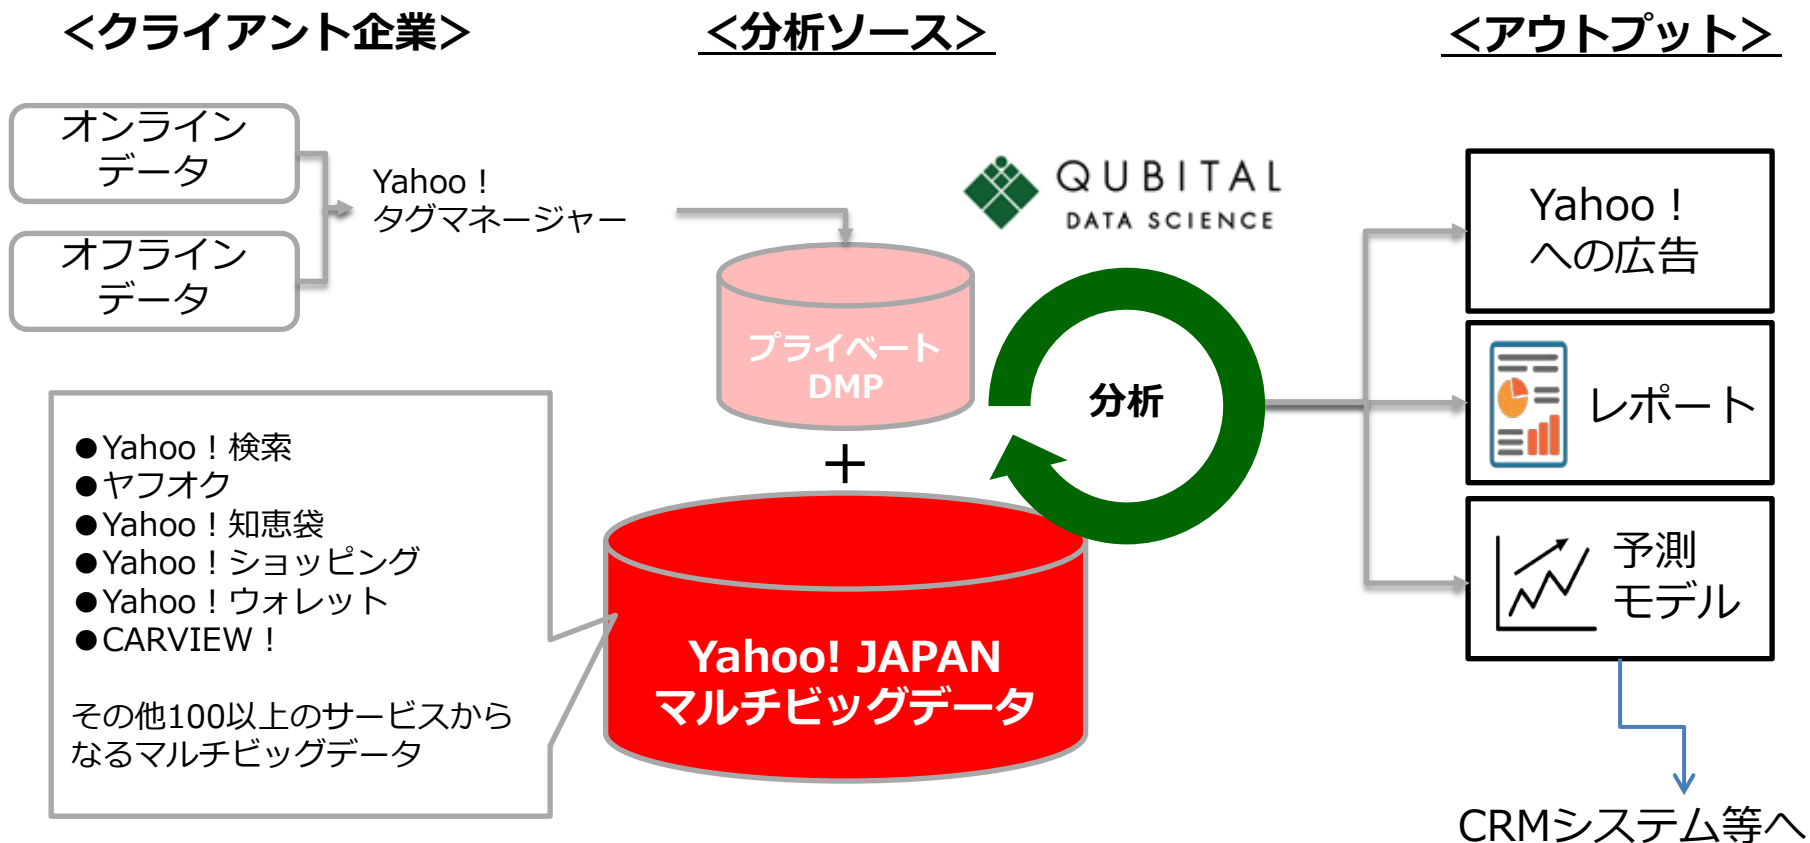 ＜クライアント企業＞
＜分析ソース＞
＜アウトプット＞
オンライン
データ
オフライン
データ
Yahoo！
タグマネージャー
QUBITAL
DATA SCIENCE
プライベート
DMP
＋
分析
●Yahoo！検索
●ヤフオク
●Yahoo！知恵袋
●Yahoo！ショッピング
●Yahoo！ウォレット
●CARVIEW！
その他100以上のサービスから
なるマルチビッグデータ
Yahoo! JAPAN
マルチビッグデータ
Yahoo！
への広告
レポート
予測
モデル
CRMシステム等へ